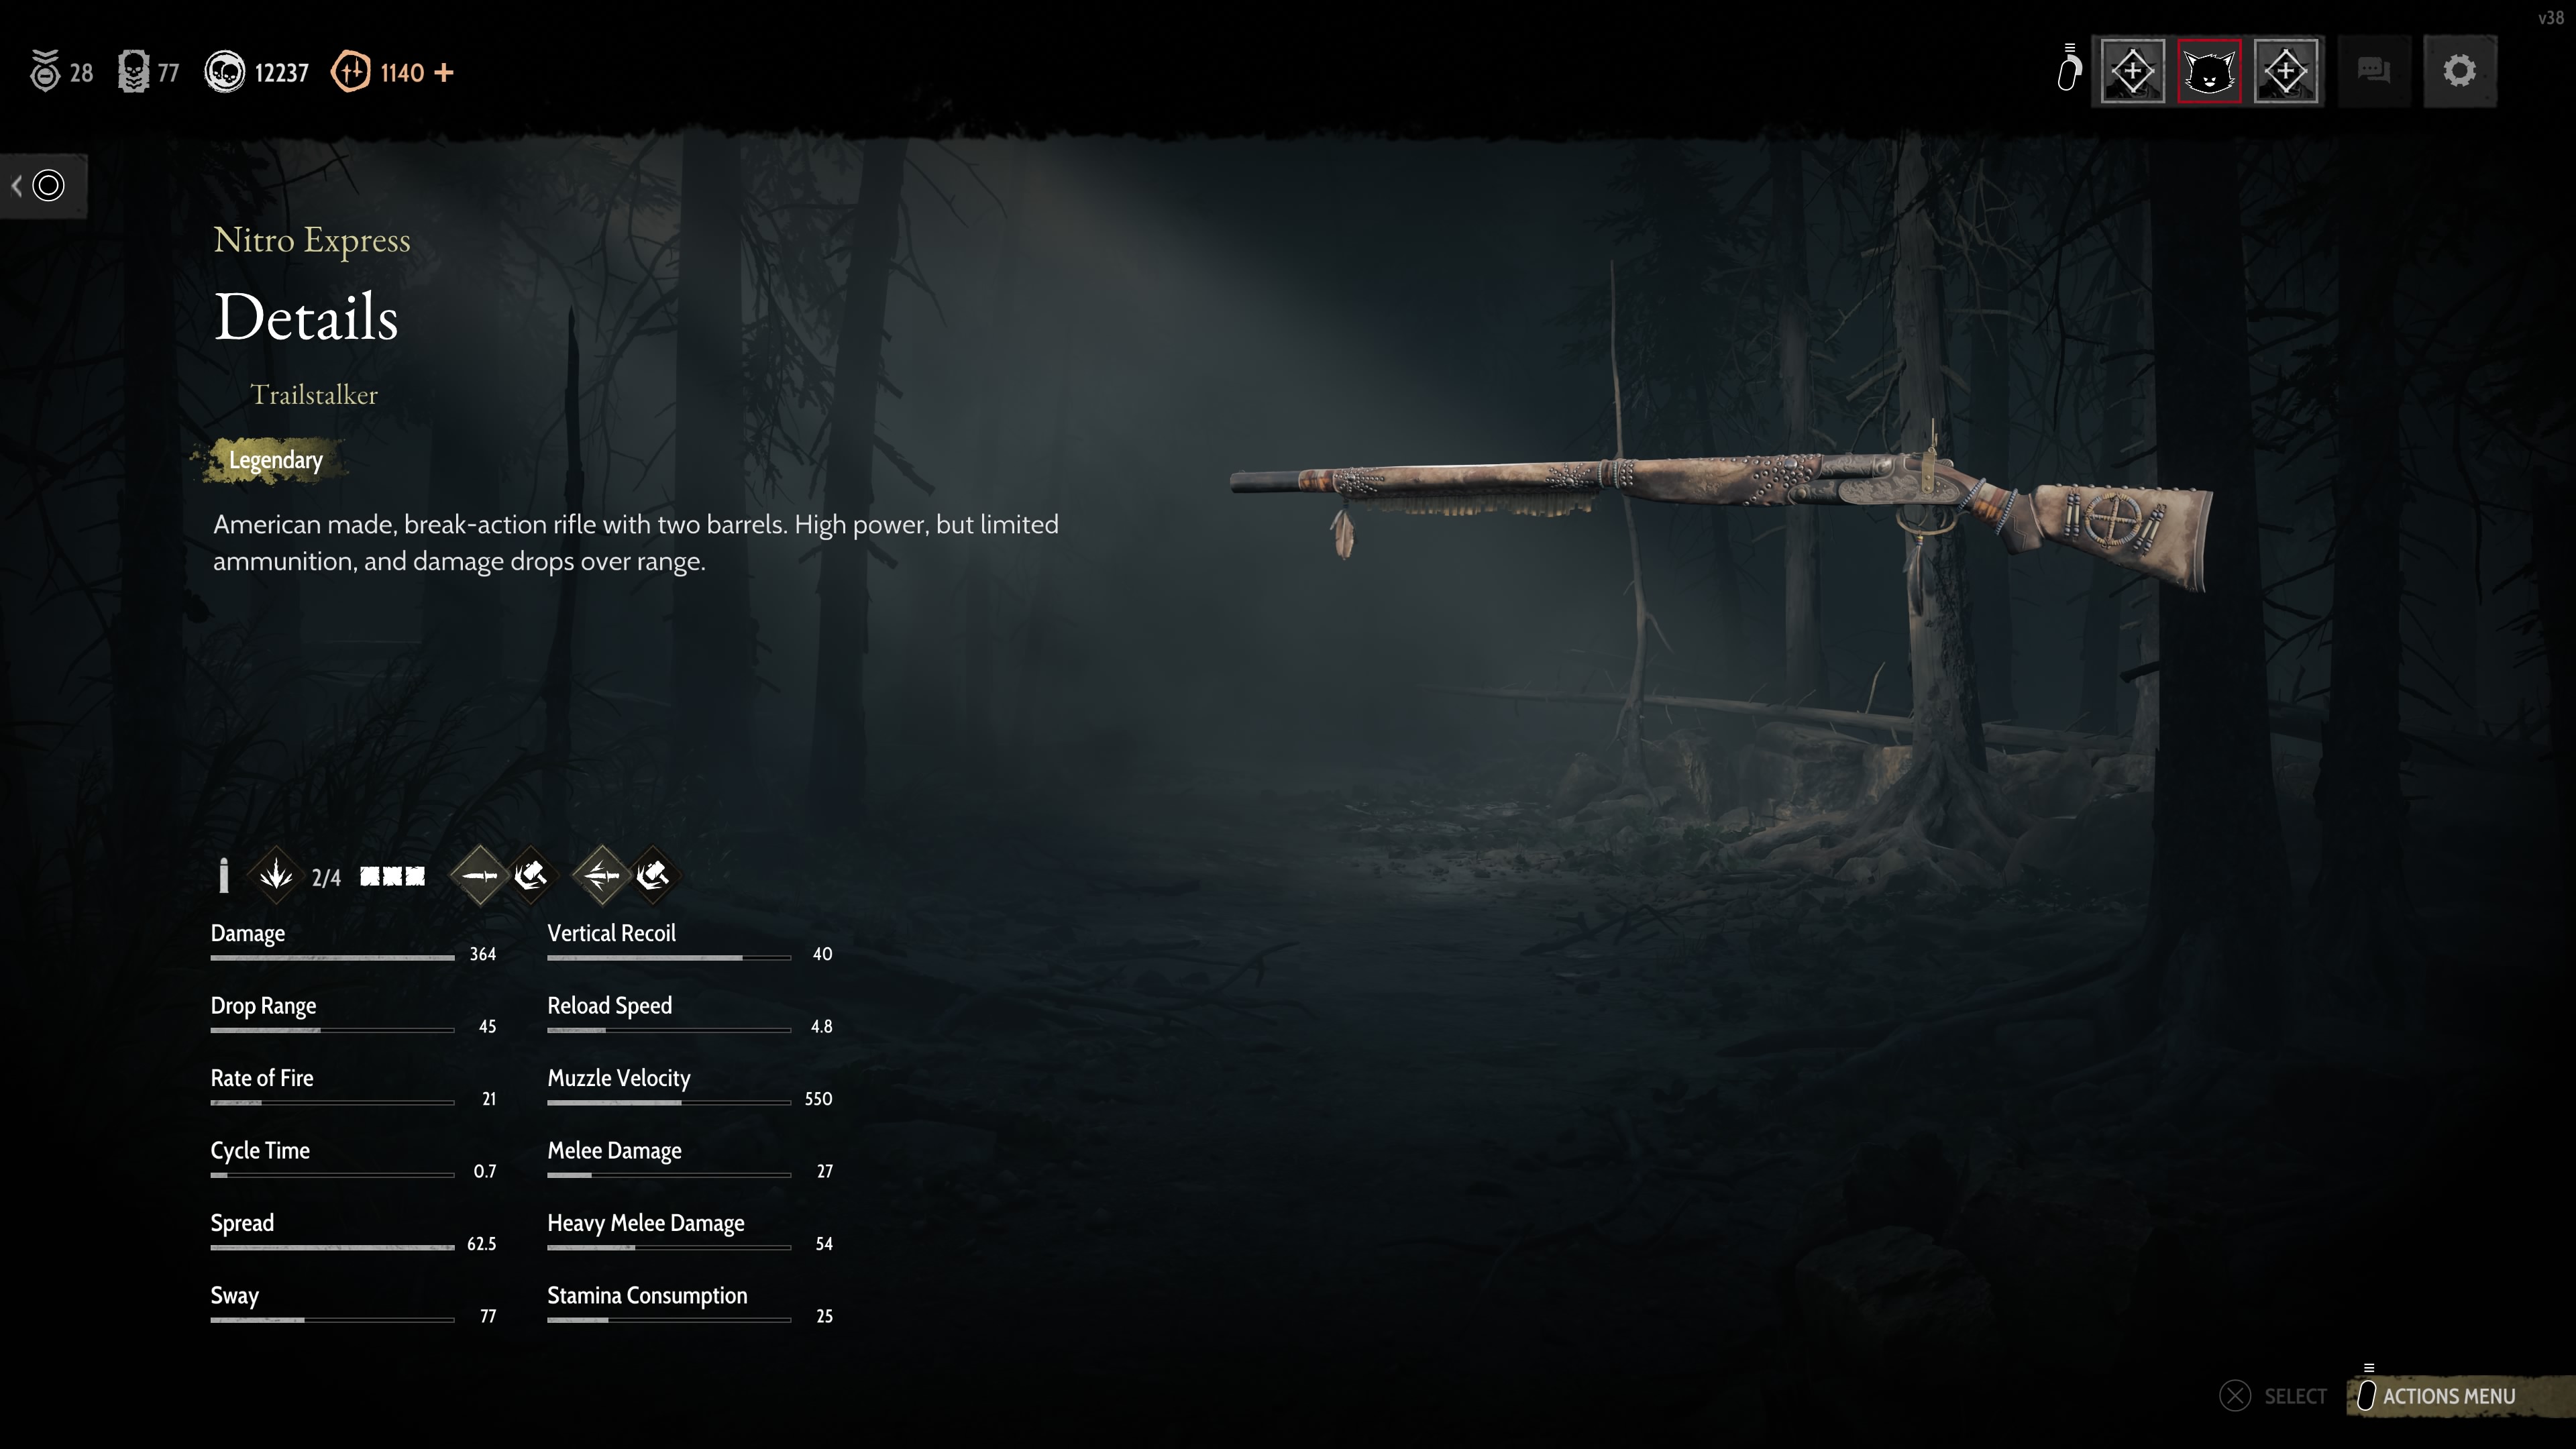 v38
28 77 12237 1140 +
Nitro Express
Details
Trailstalker
Legendary
American made, break-action rifle with two barrels. High power, but limited
ammunition, and damage drops over range.
2/4
Damage 364
Vertical Recoil 40
Drop Range 45
Reload Speed 4.8
Rate of Fire 21
Muzzle Velocity 550
Cycle Time 0.7
Melee Damage 27
Spread 62.5
Heavy Melee Damage 54
Sway 77
Stamina Consumption 25
SELECT
ACTIONS MENU